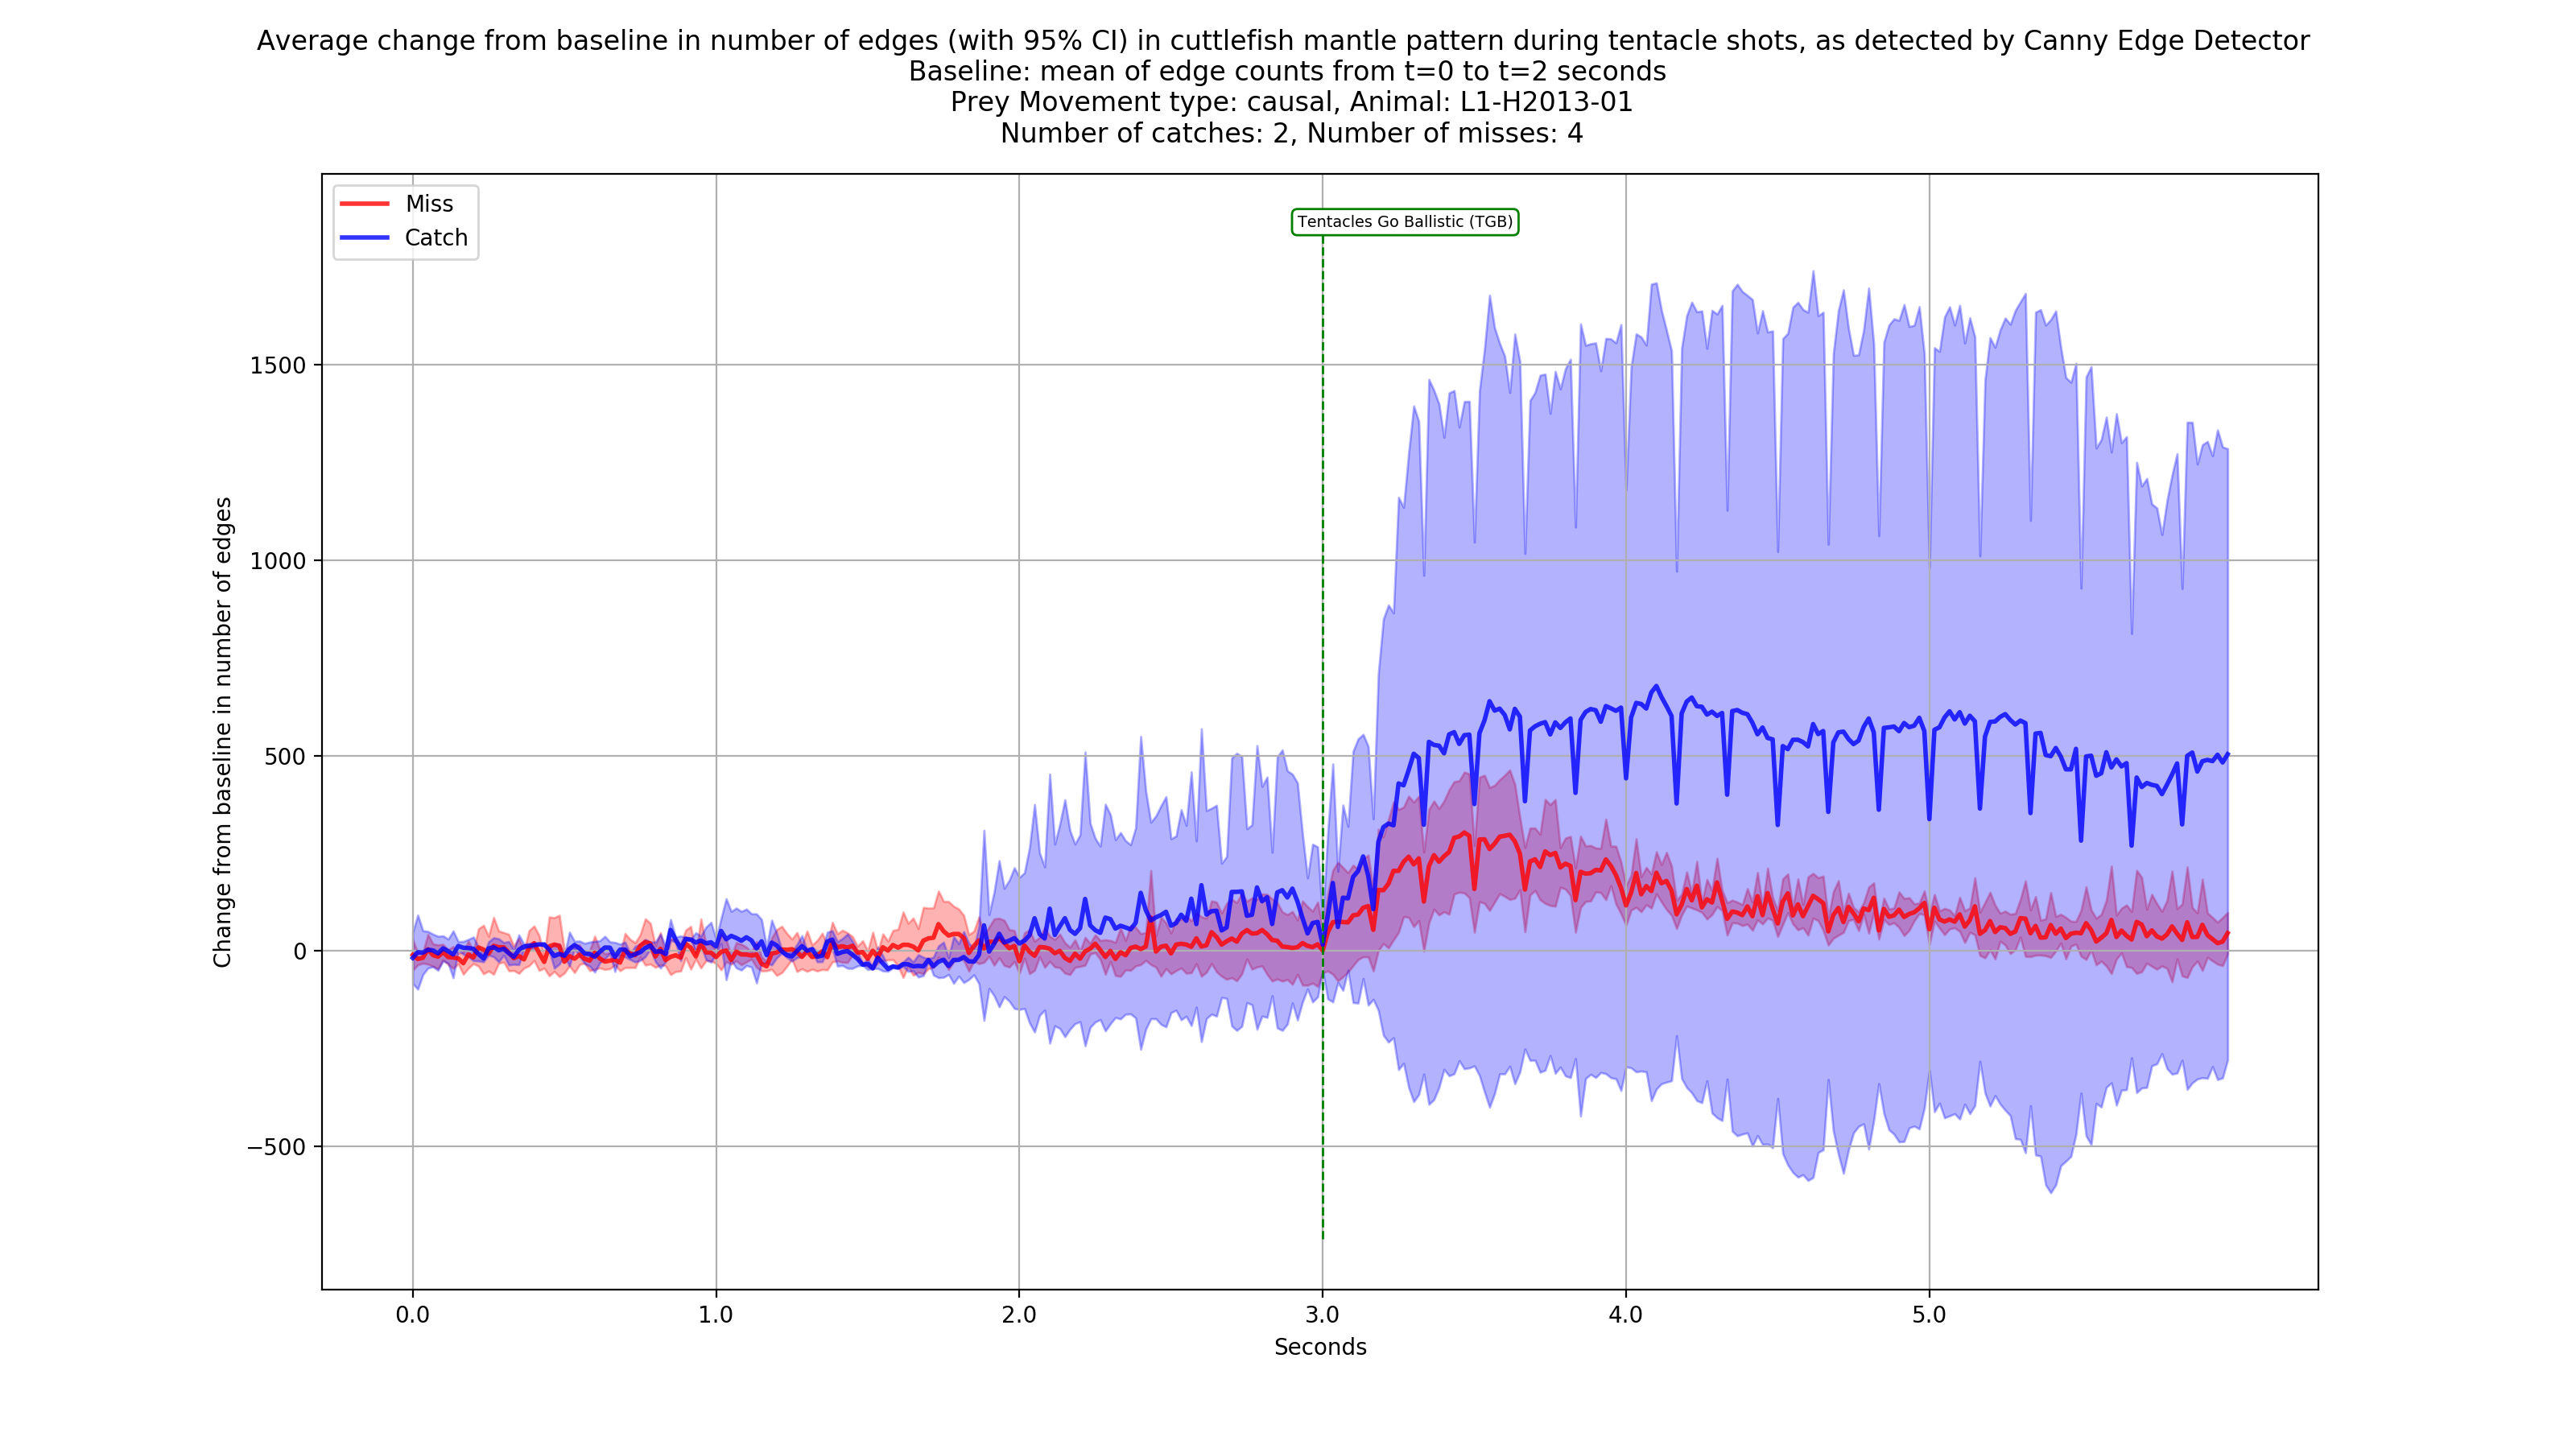 Average change from baseline in number of edges (with 95% CI) in cuttlefish mantle pattern during tentacle shots, as detected by Canny Edge Detector
Baseline: mean of edge counts from t=0 to t=2 seconds
Prey Movement type: causal, Animal: L1-H2013-01
Number of catches: 2, Number of misses: 4
Miss
Catch
Tentacles Go Ballistic (TGB)
Change from baseline in number of edges
1500
1000
500
0
−500
0.0
1.0
2.0
3.0
4.0
5.0
Seconds